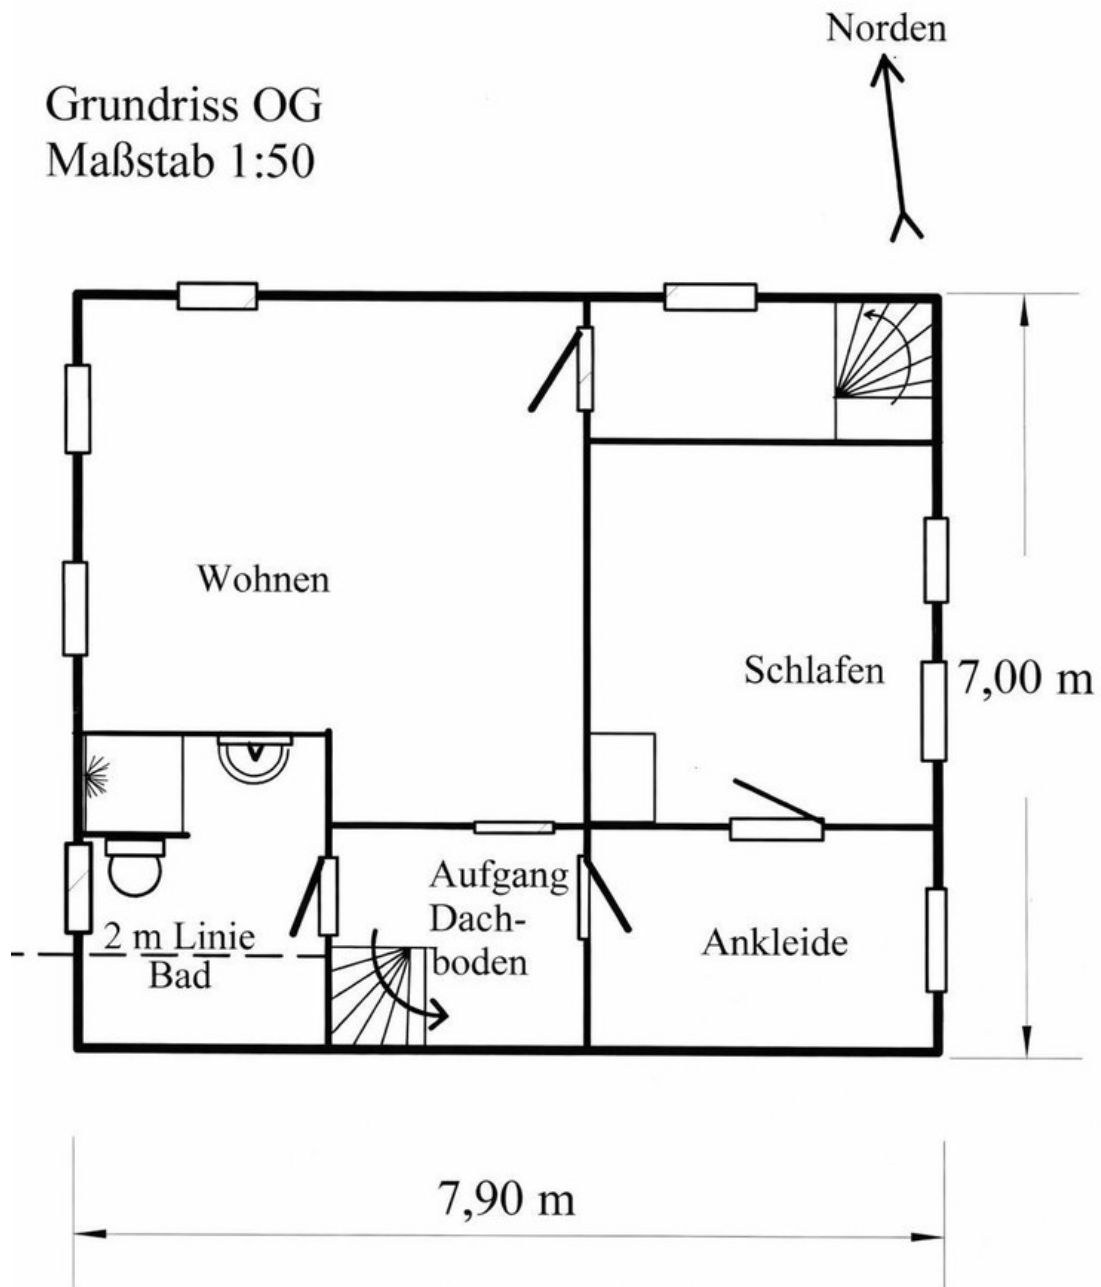 Norden
Grundriss OG
Maßstab 1:50
Wohnen
Schlafen
7,00 m
Aufgang
Dach-
boden
2 m Linie
Bad
Ankleide
7,90 m